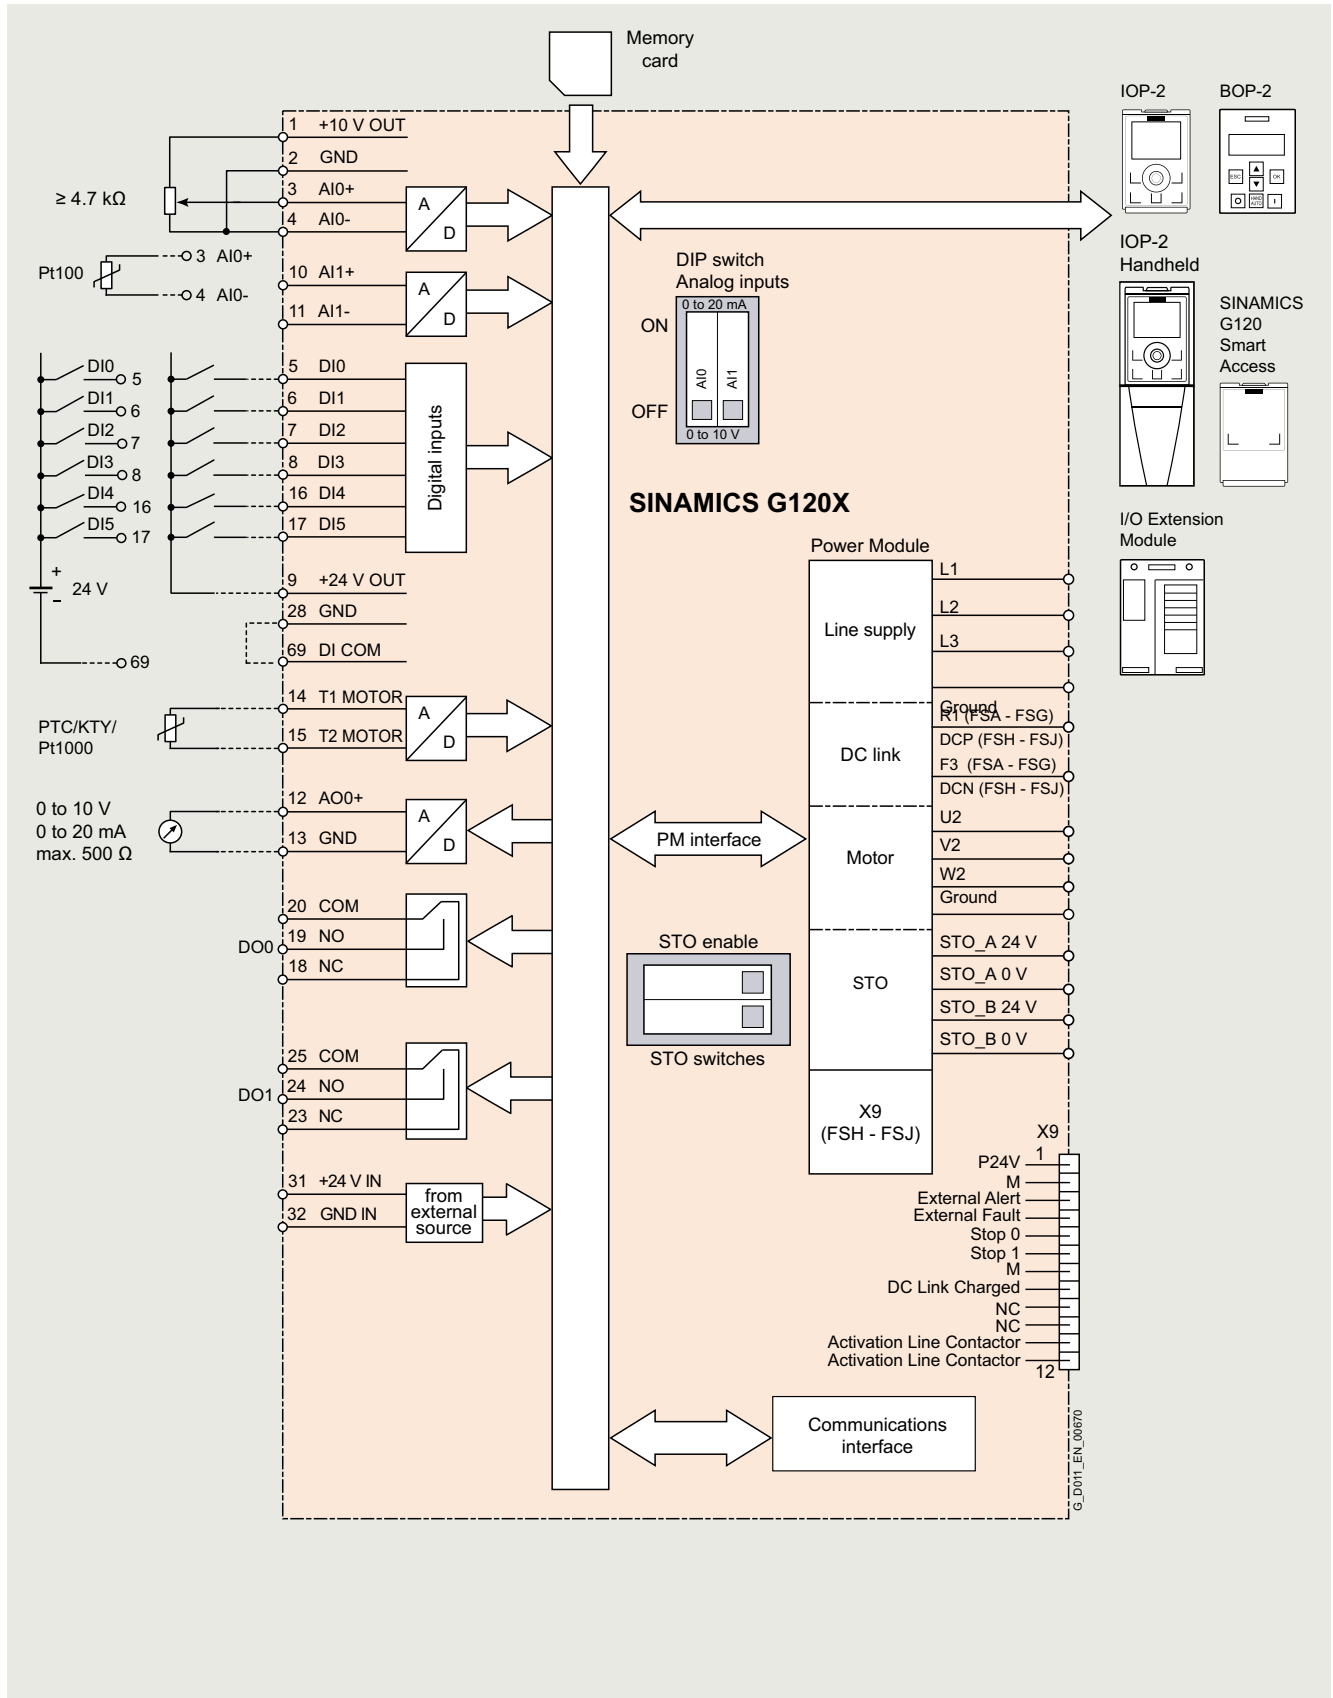 Memory
card
IOP-2
BOP-2
1 +10 V OUT
2 GND
≥ 4.7 kΩ
3 AI0+
4 AI0-
A
D
ESC
OK
HAND
AUTO
O
I
Pt100
3 AI0+
4 AI0-
10 AI1+
11 AI1-
A
D
DIP switch
Analog inputs
0 to 20 mA
ON
AI0
AI1
OFF
0 to 10 V
IOP-2
Handheld
SINAMICS
G120
Smart
Access
DI0 5
DI1 6
DI2 7
DI3 8
DI4 16
DI5 17
+
24 V
-
69
5 DI0
6 DI1
7 DI2
8 DI3
16 DI4
17 DI5
Digital inputs
9 +24 V OUT
28 GND
69 DI COM
SINAMICS G120X
I/O Extension
Module
Power Module
Line supply
L1
L2
L3
Ground
DC link
R1 (FSA - FSG)
DCP (FSH - FSJ)
F3 (FSA - FSG)
DCN (FSH - FSJ)
PTC/KTY/
Pt1000
14 T1 MOTOR
15 T2 MOTOR
A
D
0 to 10 V
0 to 20 mA
max. 500 Ω
12 AO0+
13 GND
A
D
PM interface
Motor
U2
V2
W2
Ground
DO0
20 COM
19 NO
18 NC
STO enable
STO switches
STO
STO_A 24 V
STO_A 0 V
STO_B 24 V
STO_B 0 V
DO1
25 COM
24 NO
23 NC
X9
(FSH - FSJ)
31 +24 V IN
32 GND IN
from
external
source
X9
1
P24V
M
External Alert
External Fault
Stop 0
Stop 1
M
DC Link Charged
NC
NC
Activation Line Contactor
Activation Line Contactor
12
Communications
interface
G_D011_EN_00670